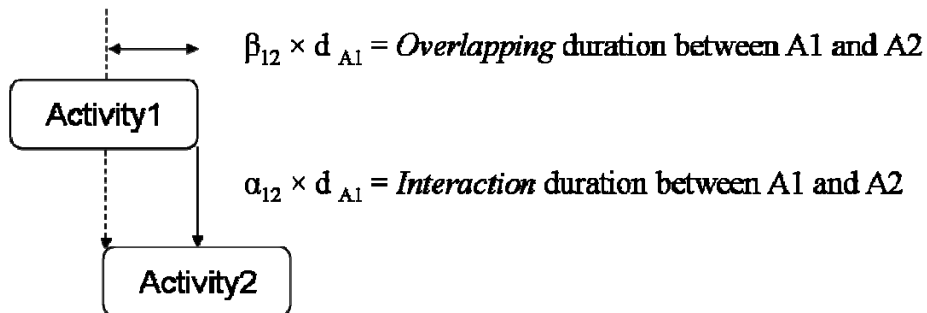 β12 × d A1 = Overlapping duration between A1 and A2
Activity1
α12 × d A1 = Interaction duration between A1 and A2
Activity2